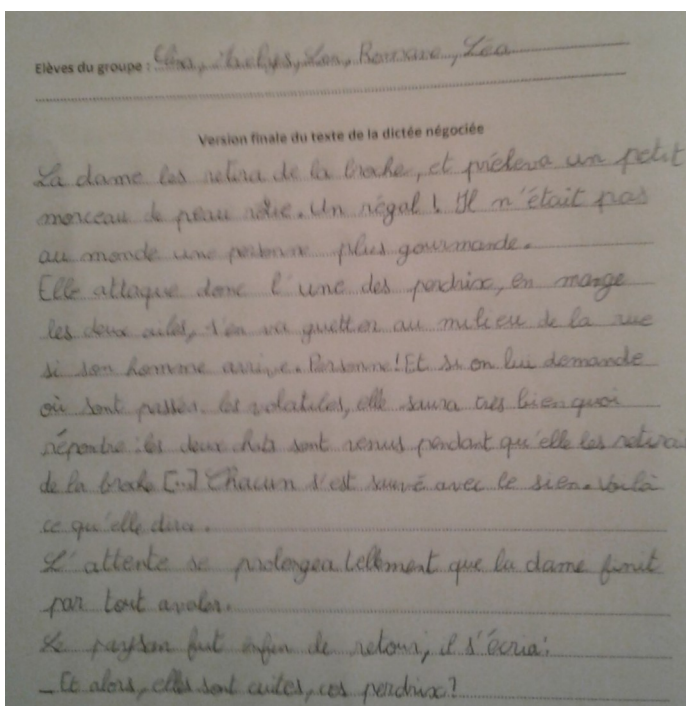 Elèves du groupe : Romane, Léa
Version finale du texte de la dictée négociée
La dame les retira de la broche, et préleva un petit
morceau de peau rôtie. Un régal ! Il n'était pas
au monde une personne plus gourmande.
Elle attaque donc l'une des perdrix, en mange
les deux ailes, s'en va guetter au milieu de la rue
si son homme arrive. Personne ! Et si on lui demande
où sont passés les volatiles, elle saura très bien quoi
répondre : les deux chats sont venus pendant qu'elle les retira
de la broche [...] Chacun s'est sauvé avec le sien. Voilà
ce qu'elle dira.
L'attente se prolongea tellement que la dame finit
par tout avaler.
Le paysan fut enfin de retour, il s'écria :
_ Et alors, elles sont cuites, ces perdrix ?